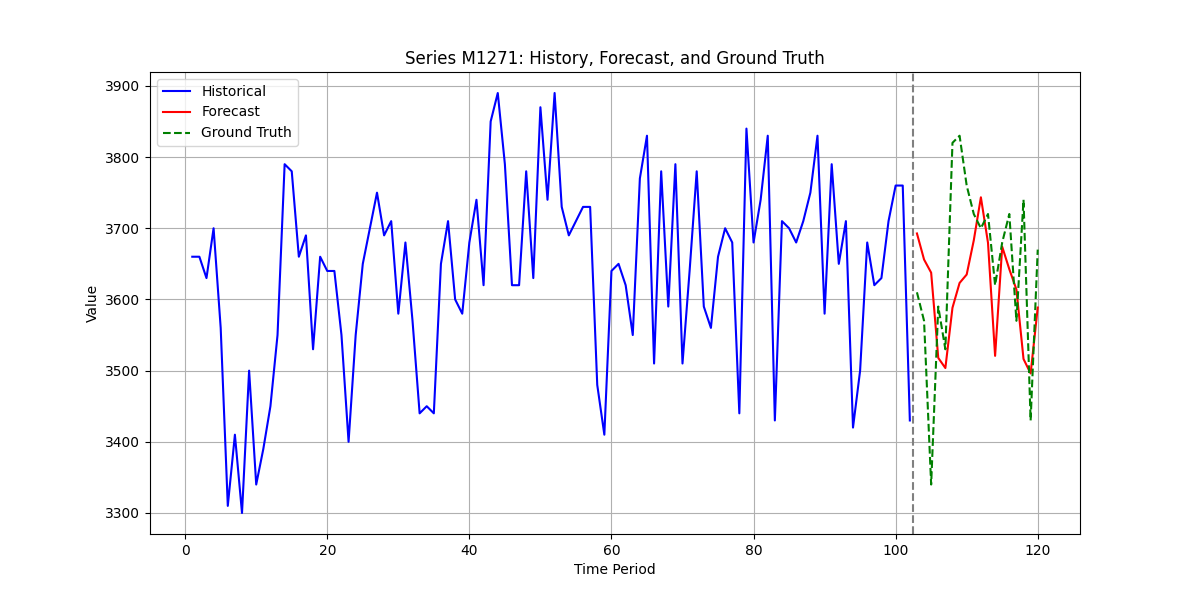 Series M1271: History, Forecast, and Ground Truth
Historical
Forecast
Ground Truth
Value
3900
3800
3700
3600
3500
3400
3300
0 20 40 60 80 100 120
Time Period